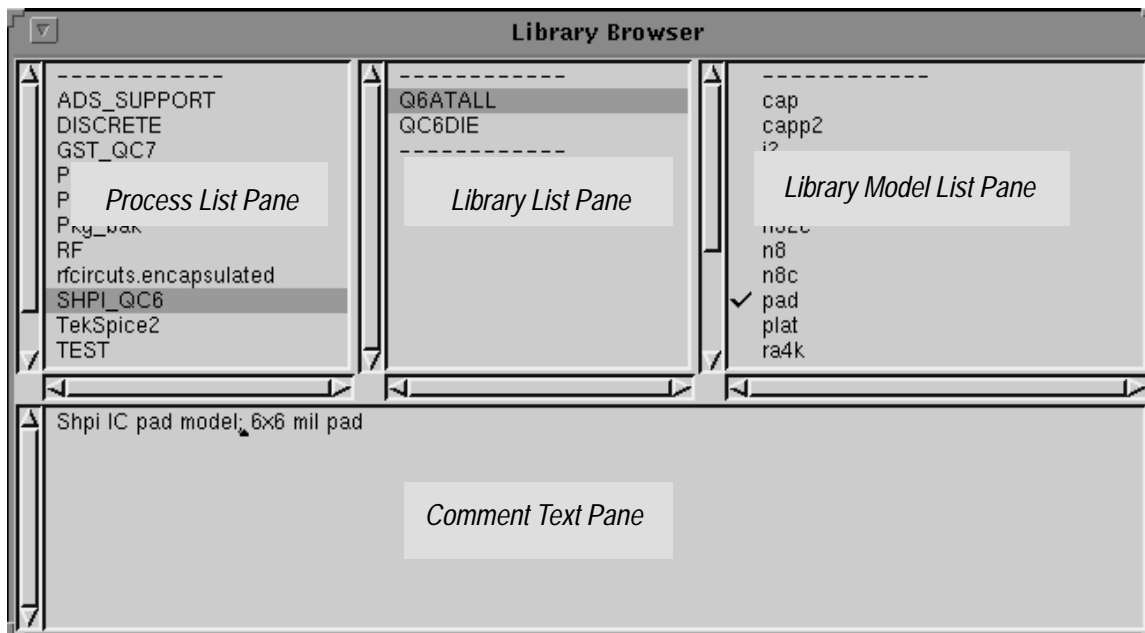 Library Browser
------------
ADS_SUPPORT
DISCRETE
GST_QC7
P
P
Pkg_bak
RF
rfcircuts.encapsulated
SHPI_QC6
TekSpice2
TEST
Process List Pane
------------
Q6ATALL
QC6DIE
------------
Library List Pane
------------
cap
capp2
n8
n8c
✓ pad
plat
ra4k
Library Model List Pane
Shpi IC pad model; 6x6 mil pad
Comment Text Pane